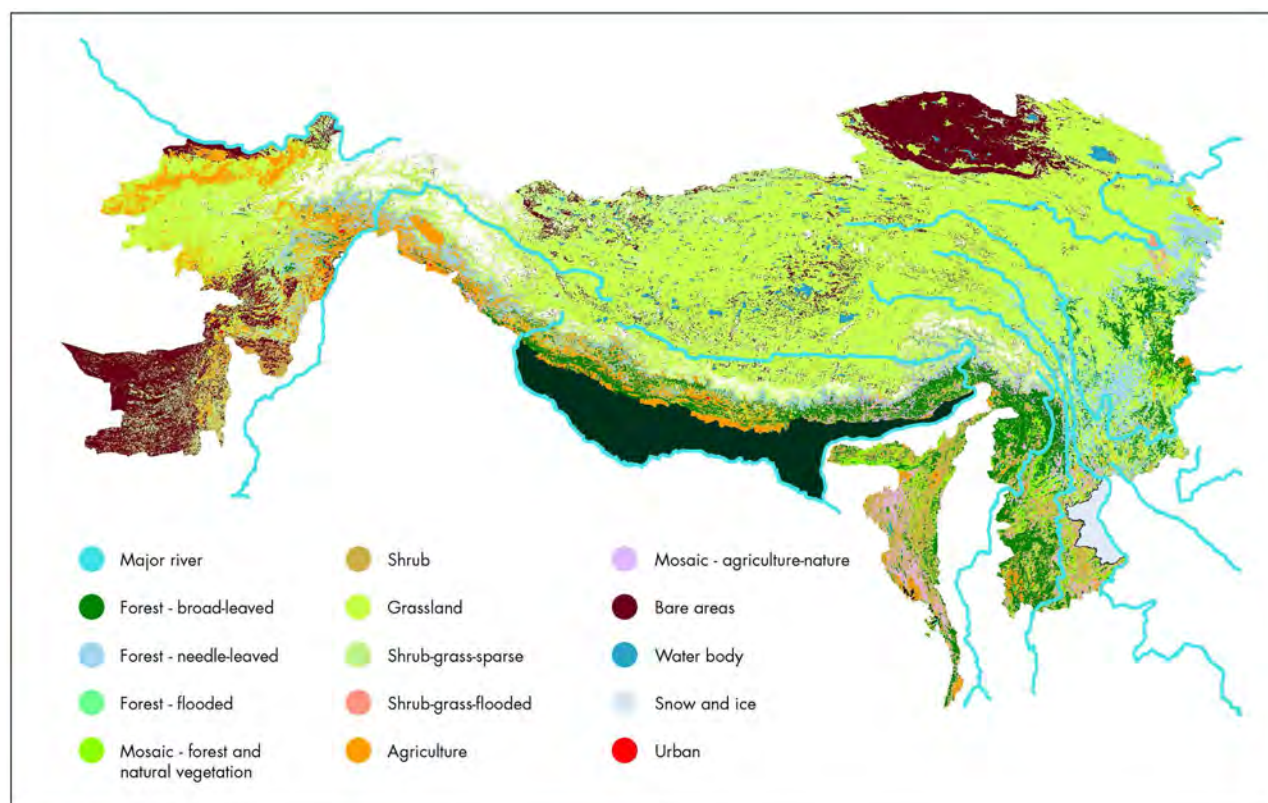 Major river
Forest - broad-leaved
Forest - needle-leaved
Forest - flooded
Mosaic - forest and
natural vegetation
Shrub
Grassland
Shrub-grass-sparse
Shrub-grass-flooded
Agriculture
Mosaic - agriculture-nature
Bare areas
Water body
Snow and ice
Urban